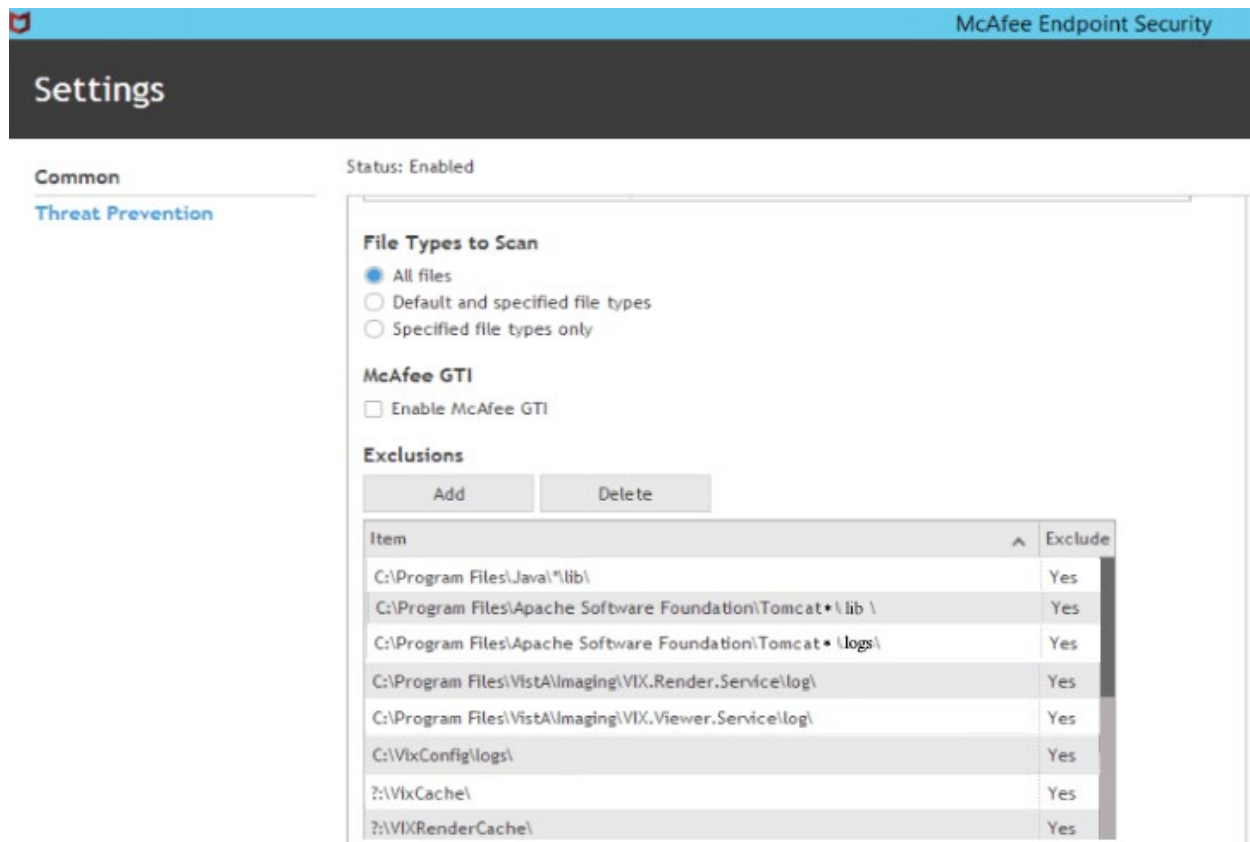 McAfee Endpoint Security
Settings
Common
Status: Enabled
Threat Prevention
File Types to Scan
All files
Default and specified file types
Specified file types only
McAfee GTI
Enable McAfee GTI
Exclusions
Add Delete
Item Exclude
C:\Program Files\Java\*\lib\ Yes
C:\Program Files\Apache Software Foundation\Tomcat*\lib \ Yes
C:\Program Files\Apache Software Foundation\Tomcat* \logs\ Yes
C:\Program Files\VistA\Imaging\VIX.Render.Service\log\ Yes
C:\Program Files\VistA\Imaging\VIX.Viewer.Service\log\ Yes
C:\VixConfig\logs\ Yes
?:\VixCache\ Yes
?:\VIXRenderCache\ Yes